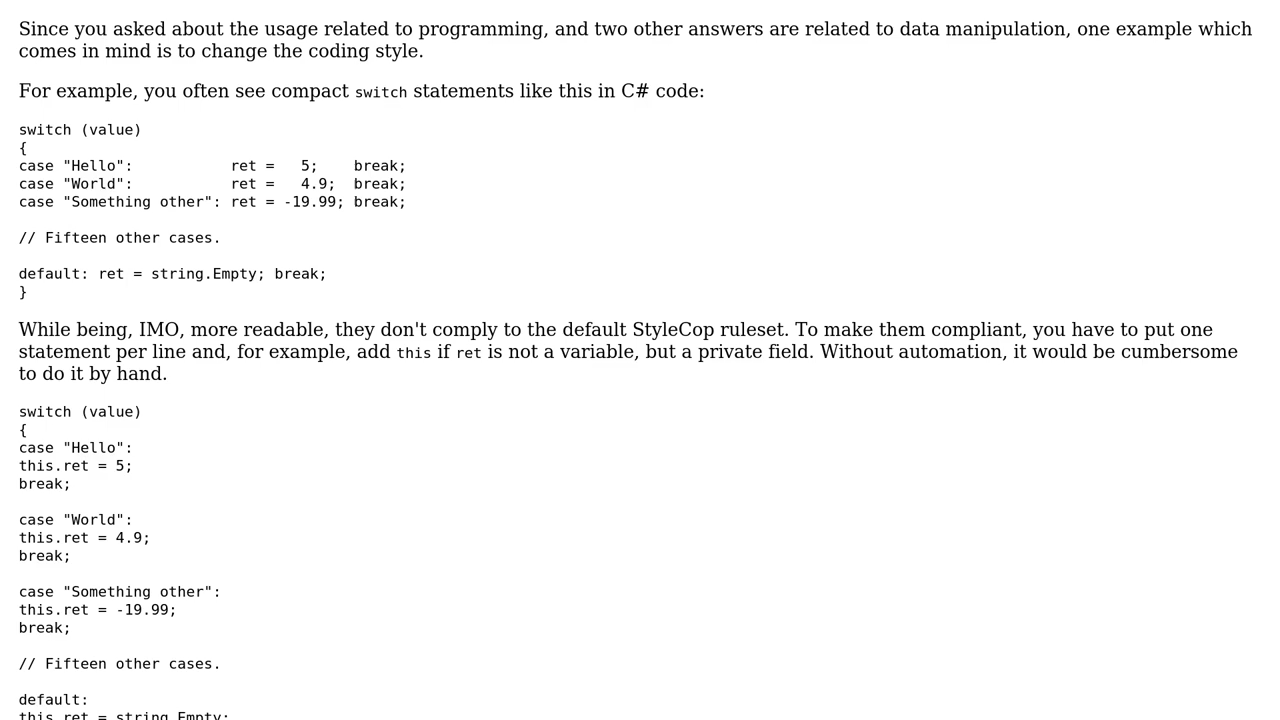 Since you asked about the usage related to programming, and two other answers are related to data manipulation, one example which
comes in mind is to change the coding style.
For example, you often see compact switch statements like this in C# code:
switch (value)
{
case "Hello":           ret =   5;    break;
case "World":           ret =   4.9;  break;
case "Something other": ret = -19.99; break;
// Fifteen other cases.
default: ret = string.Empty; break;
}
While being, IMO, more readable, they don't comply to the default StyleCop ruleset. To make them compliant, you have to put one
statement per line and, for example, add this if ret is not a variable, but a private field. Without automation, it would be cumbersome
to do it by hand.
switch (value)
{
case "Hello":
this.ret = 5;
break;
case "World":
this.ret = 4.9;
break;
case "Something other":
this.ret = -19.99;
break;
// Fifteen other cases.
default:
this.ret = string.Empty;